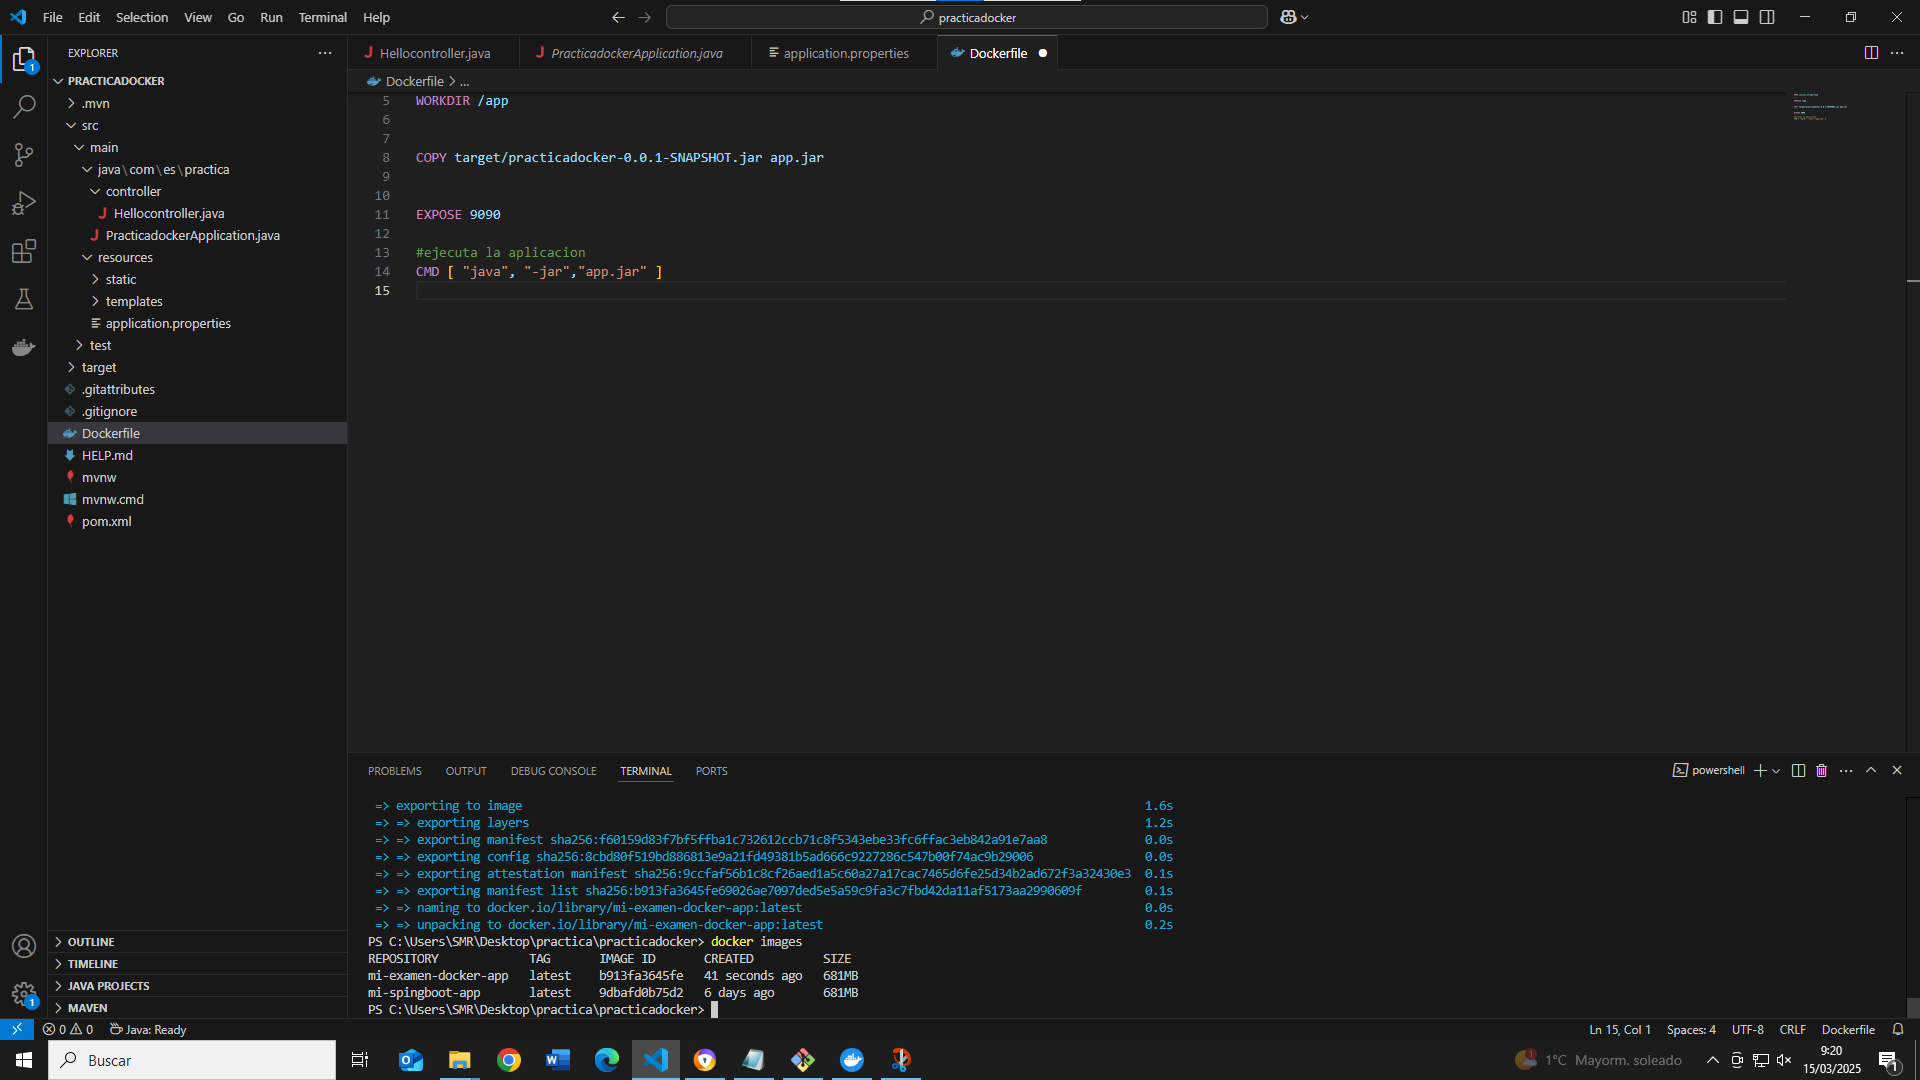 File Edit Selection View Go Run Terminal Help
practicadocker
EXPLORER
PRACTICADOCKER
.mvn
src
main
java\com\es\practica
controller
Hellocontroller.java
PracticadockerApplication.java
resources
static
templates
application.properties
test
target
.gitattributes
.gitignore
Dockerfile
HELP.md
mvnw
mvnw.cmd
pom.xml
OUTLINE
TIMELINE
JAVA PROJECTS
MAVEN
Hellocontroller.java PracticadockerApplication.java application.properties Dockerfile
Dockerfile > ...
5 WORKDIR /app
6
7
8 COPY target/practicadocker-0.0.1-SNAPSHOT.jar app.jar
9
10
11 EXPOSE 9090
12
13 #ejecuta la aplicacion
14 CMD [ "java", "-jar","app.jar" ]
15
PROBLEMS OUTPUT DEBUG CONSOLE TERMINAL PORTS
powershell
=> exporting to image 1.6s
=> => exporting layers 1.2s
=> => exporting manifest sha256:f60159d83f7bf5ffba1c732612ccb71c8f5343ebe33fc6ffac3eb842a91e7aa8 0.0s
=> => exporting config sha256:8cbd80f519bd886813e9a21fd49381b5ad666c9227286c547b00f74ac9b29006 0.0s
=> => exporting attestation manifest sha256:9ccfaf56b1c8cf26aed1a5c60a27a17cac7465d6fe25d34b2ad672f3a32430e3 0.1s
=> => exporting manifest list sha256:b913fa3645fe69026ae7097ded5e5a59c9fa3c7fbd42da11af5173aa2990609f 0.1s
=> => naming to docker.io/library/mi-examen-docker-app:latest 0.0s
=> => unpacking to docker.io/library/mi-examen-docker-app:latest 0.2s
PS C:\Users\SMR\Desktop\practica\practicadocker> docker images
REPOSITORY TAG IMAGE ID CREATED SIZE
mi-examen-docker-app latest b913fa3645fe 41 seconds ago 681MB
mi-spingboot-app latest 9dbafd0b75d2 6 days ago 681MB
PS C:\Users\SMR\Desktop\practica\practicadocker>
0 0 Java: Ready
Ln 15, Col 1 Spaces: 4 UTF-8 CRLF Dockerfile
Buscar
1°C Mayorm. soleado
9:20
15/03/2025